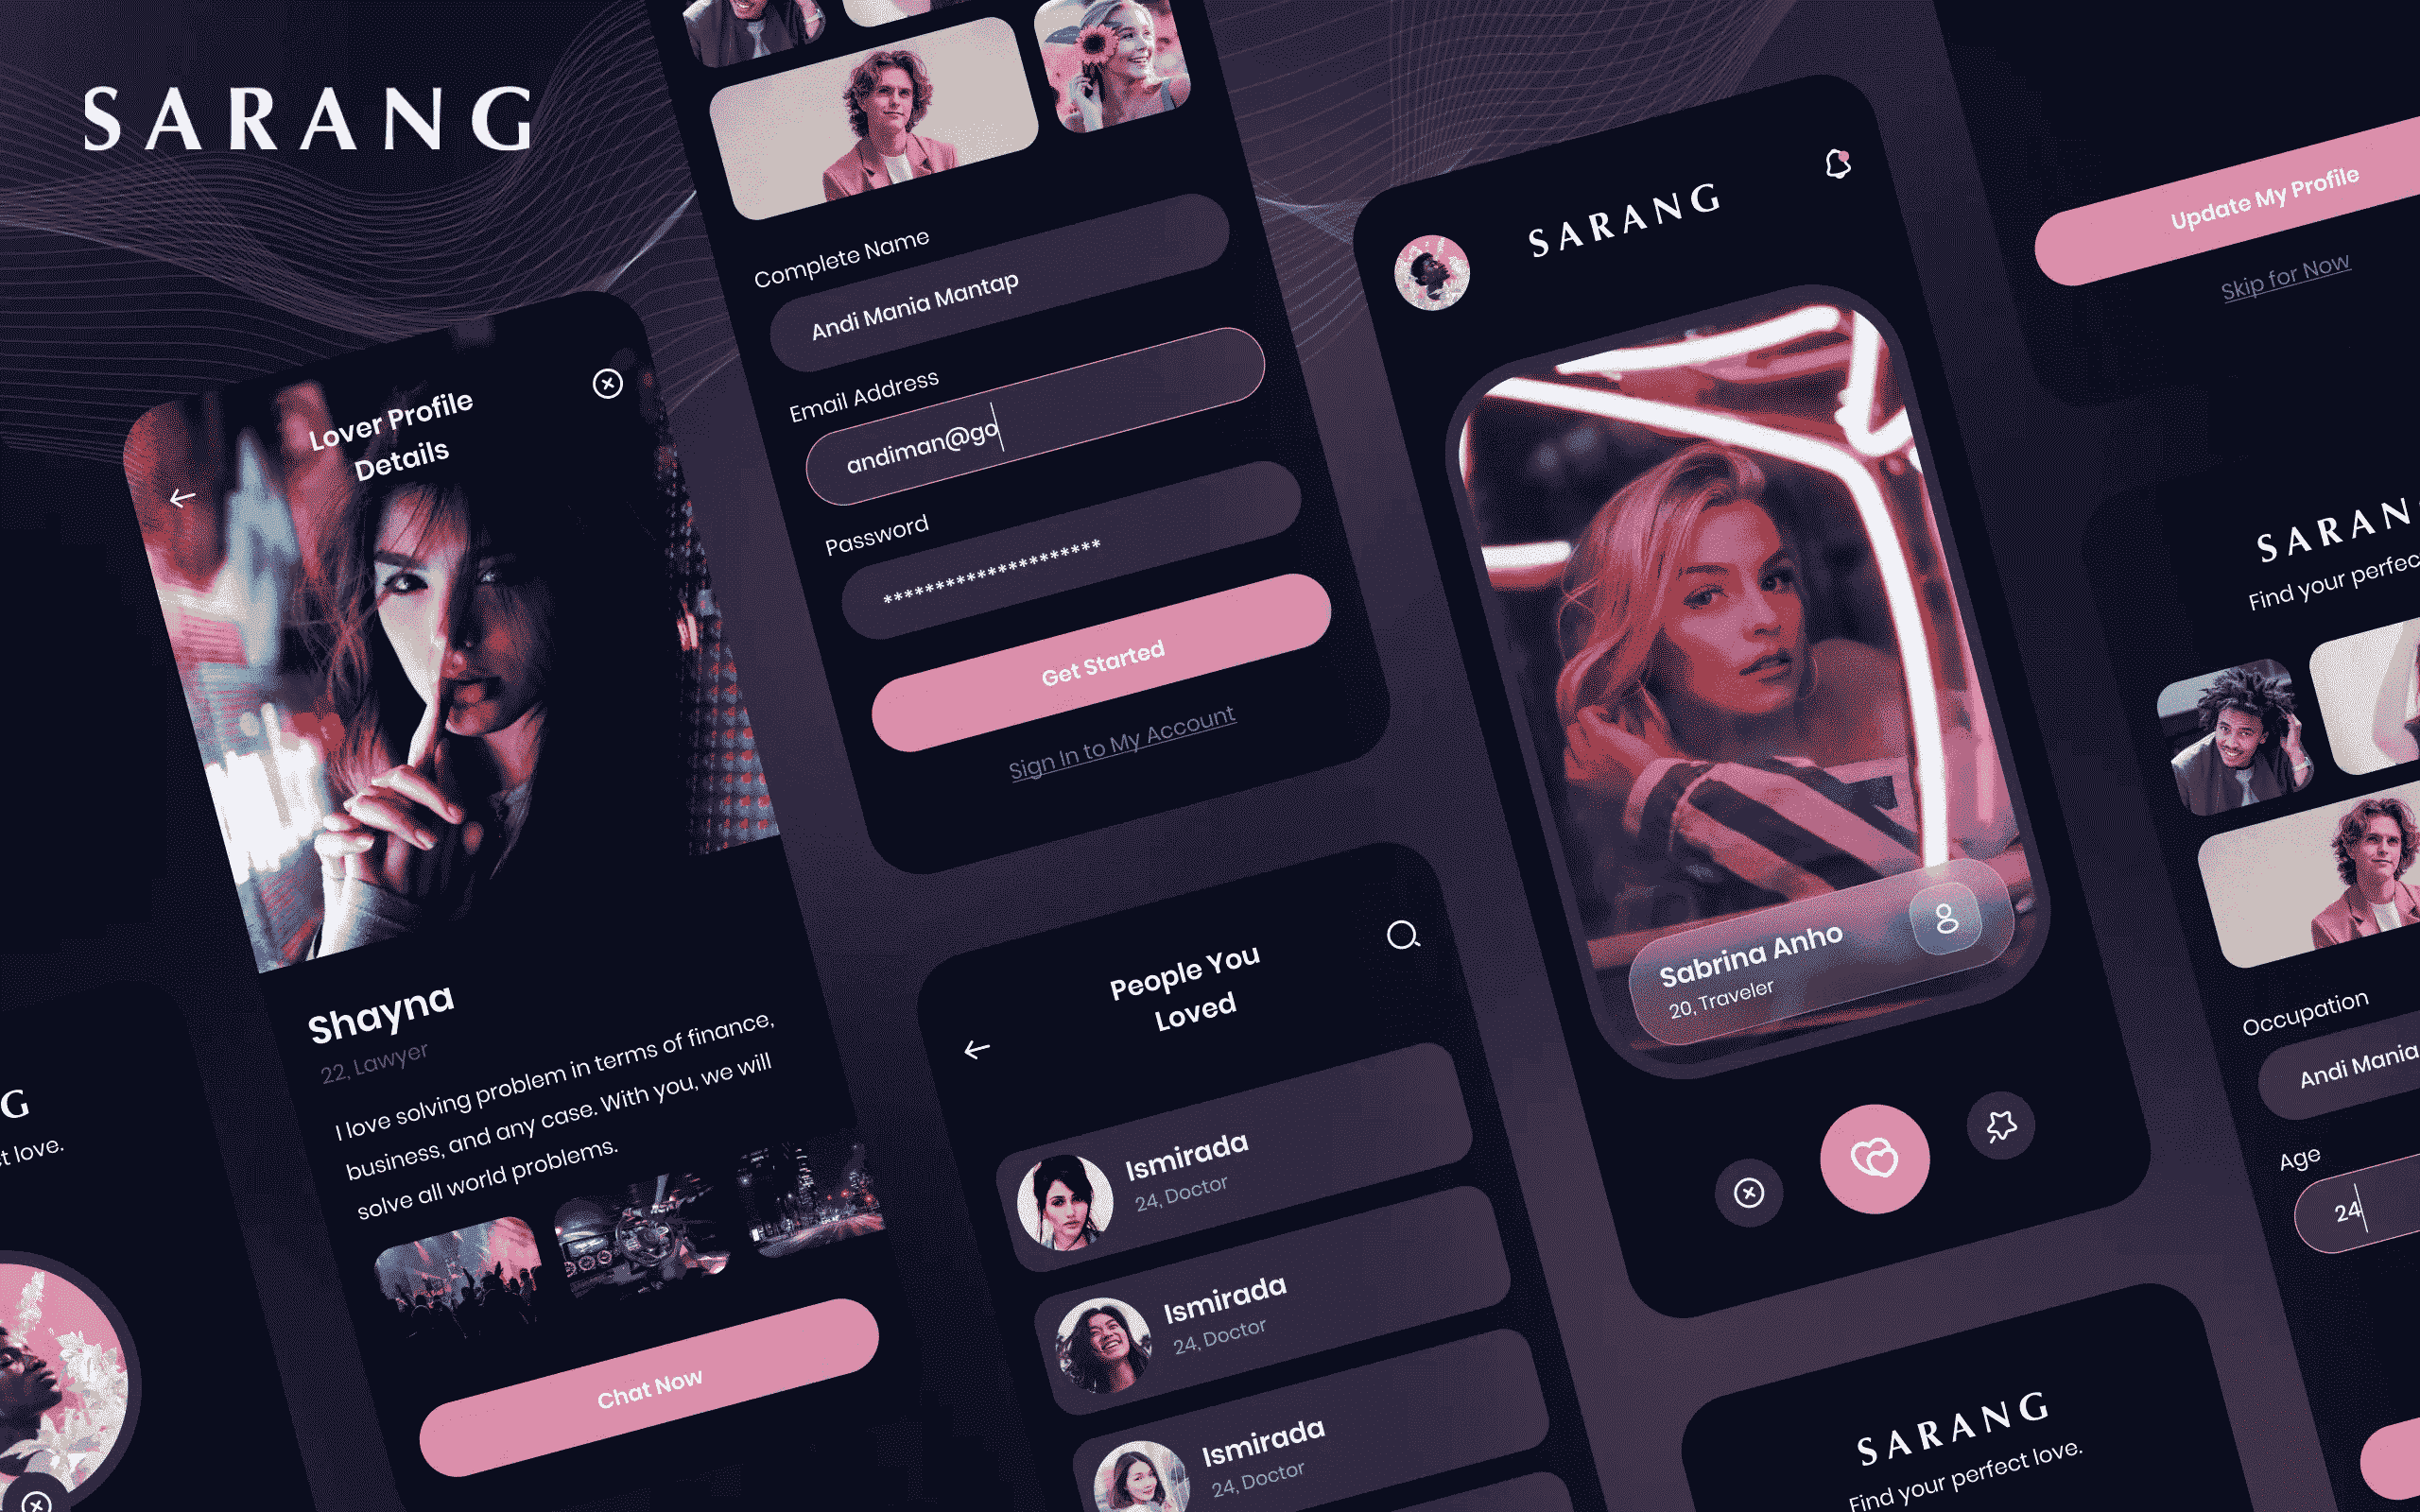 SARANG
Lover Profile
Details
Shayna
22, Lawyer
I love solving problem in terms of finance,
business, and any case. With you, we will
solve all world problems.
Chat Now
G
t love.
Complete Name
Andi Mania Mantap
Email Address
andiman@go
Password
*********************
Get Started
Sign In to My Account
People You
Loved
Ismirada
24, Doctor
Ismirada
24, Doctor
Ismirada
24, Doctor
SARANG
Sabrina Anho
20, Traveler
SARANG
Find your perfect love.
Update My Profile
Skip for Now
SARAN
Find your perfec
Occupation
Andi Mania
Age
24